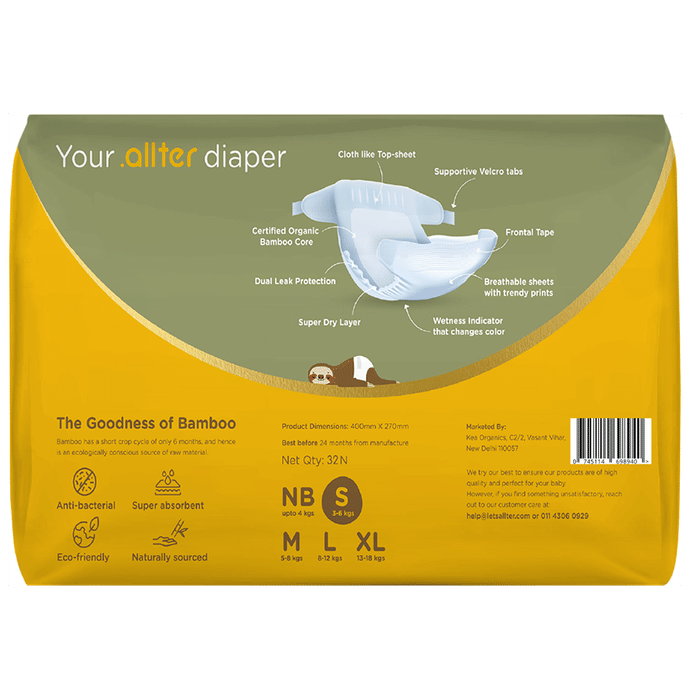 Your .allter diaper
Cloth like Top-sheet
Supportive Velcro tabs
Certified Organic
Bamboo Core
Frontal Tape
Dual Leak Protection
Breathable sheets
with trendy prints
Super Dry Layer
Wetness Indicator
that changes color
The Goodness of Bamboo
Bamboo has a short crop cycle of only 6 months, and hence
is an ecologically conscious source of raw material.
Anti-bacterial
Super absorbent
Eco-friendly
Naturally sourced
Product Dimensions: 400mm X 270mm
Best before 24 months from manufacture
Net Qty: 32N
NB
upto 4 kgs
S
3-6 kgs
M
5-8 kgs
L
8-12 kgs
XL
13-18 kgs
Marketed By:
Kea Organics, C2/2, Vasant Vihar,
New Delhi 110057
0 745114 698940 >
We try our best to ensure our products are of high
quality and perfect for your baby.
However, if you find something unsatisfactory, reach
out to our customer care at:
help@letsallter.com or 011 4306 0929